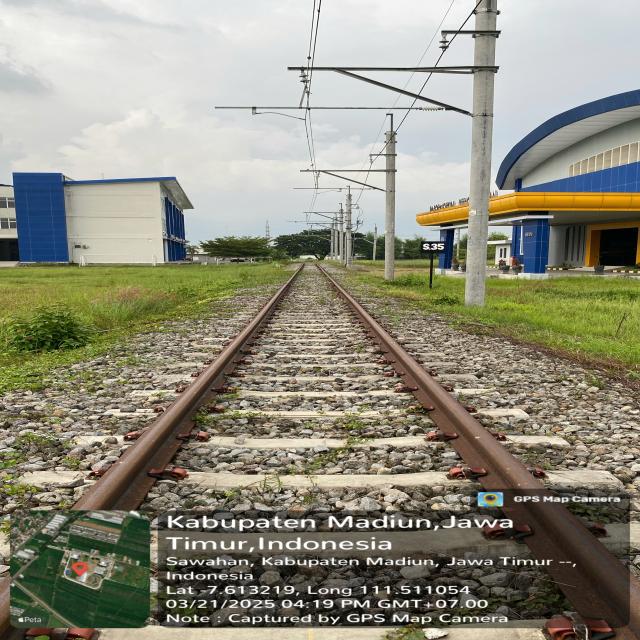 S.35
GPS Map Camera
Kabupaten Madiun,Jawa
Timur,Indonesia
Sawahan, Kabupaten Madiun, Jawa Timur --,
Indonesia
Lat -7.613219, Long 111.511054
03/21/2025 04:19 PM GMT+07.00
Note : Captured by GPS Map Camera
Peta